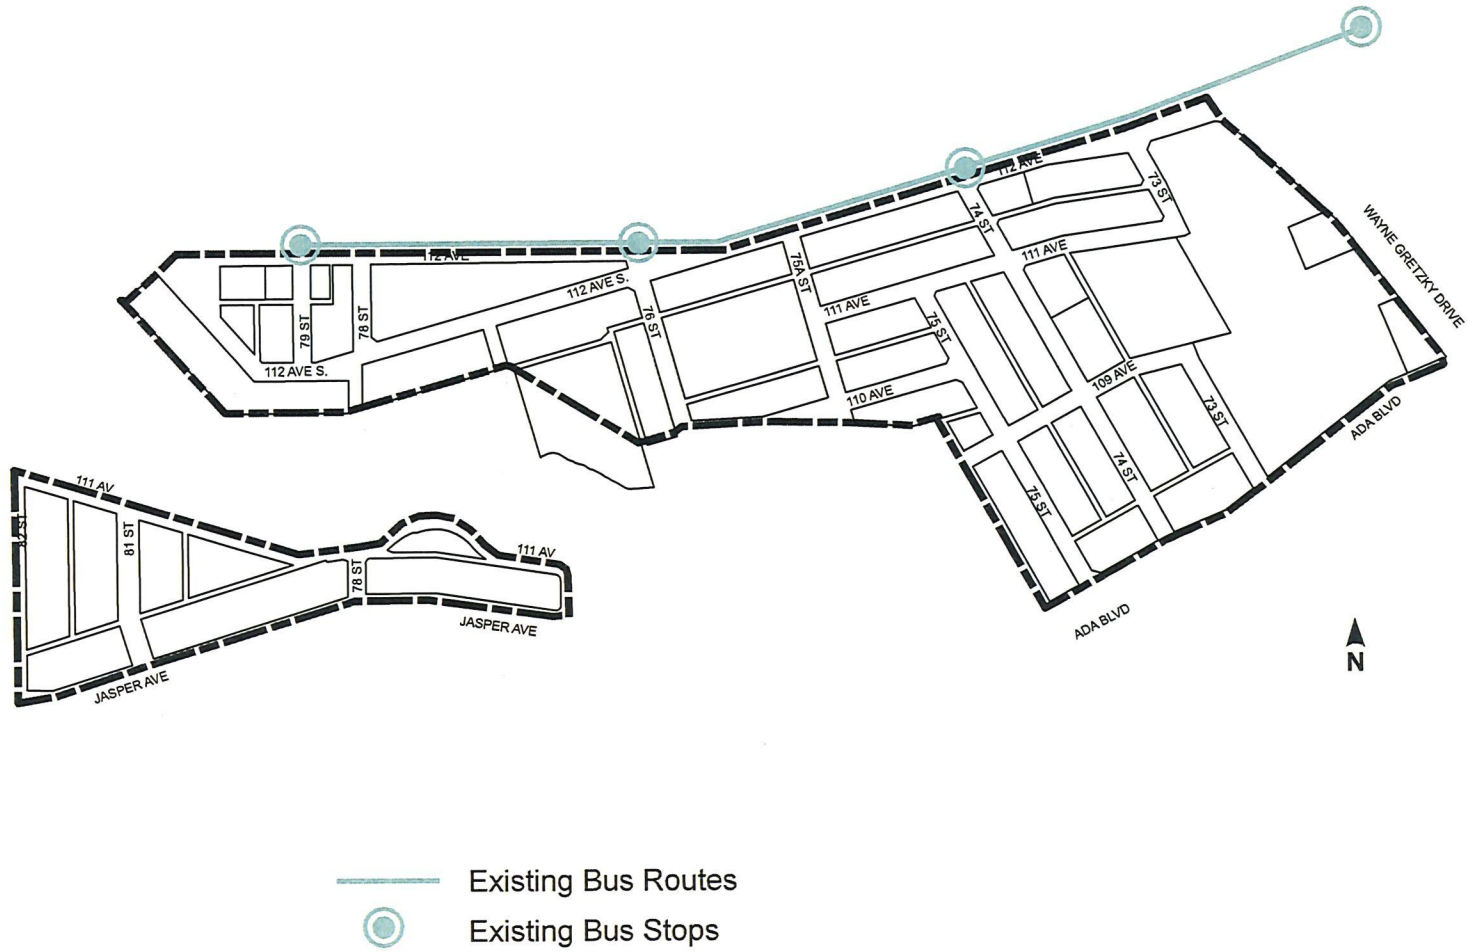 112 AVE
73 ST
74 ST
WAYNE GRETZKY DRIVE
112 AVE
111 AVE
75A ST
112 AVE S.
111 AVE
78 ST
79 ST
76 ST
75 ST
112 AVE S.
109 AVE
110 AVE
73 ST
ADA BLVD
74 ST
75 ST
111 AV
82 ST
81 ST
111 AV
78 ST
JASPER AVE
ADA BLVD
JASPER AVE
N
Existing Bus Routes
Existing Bus Stops